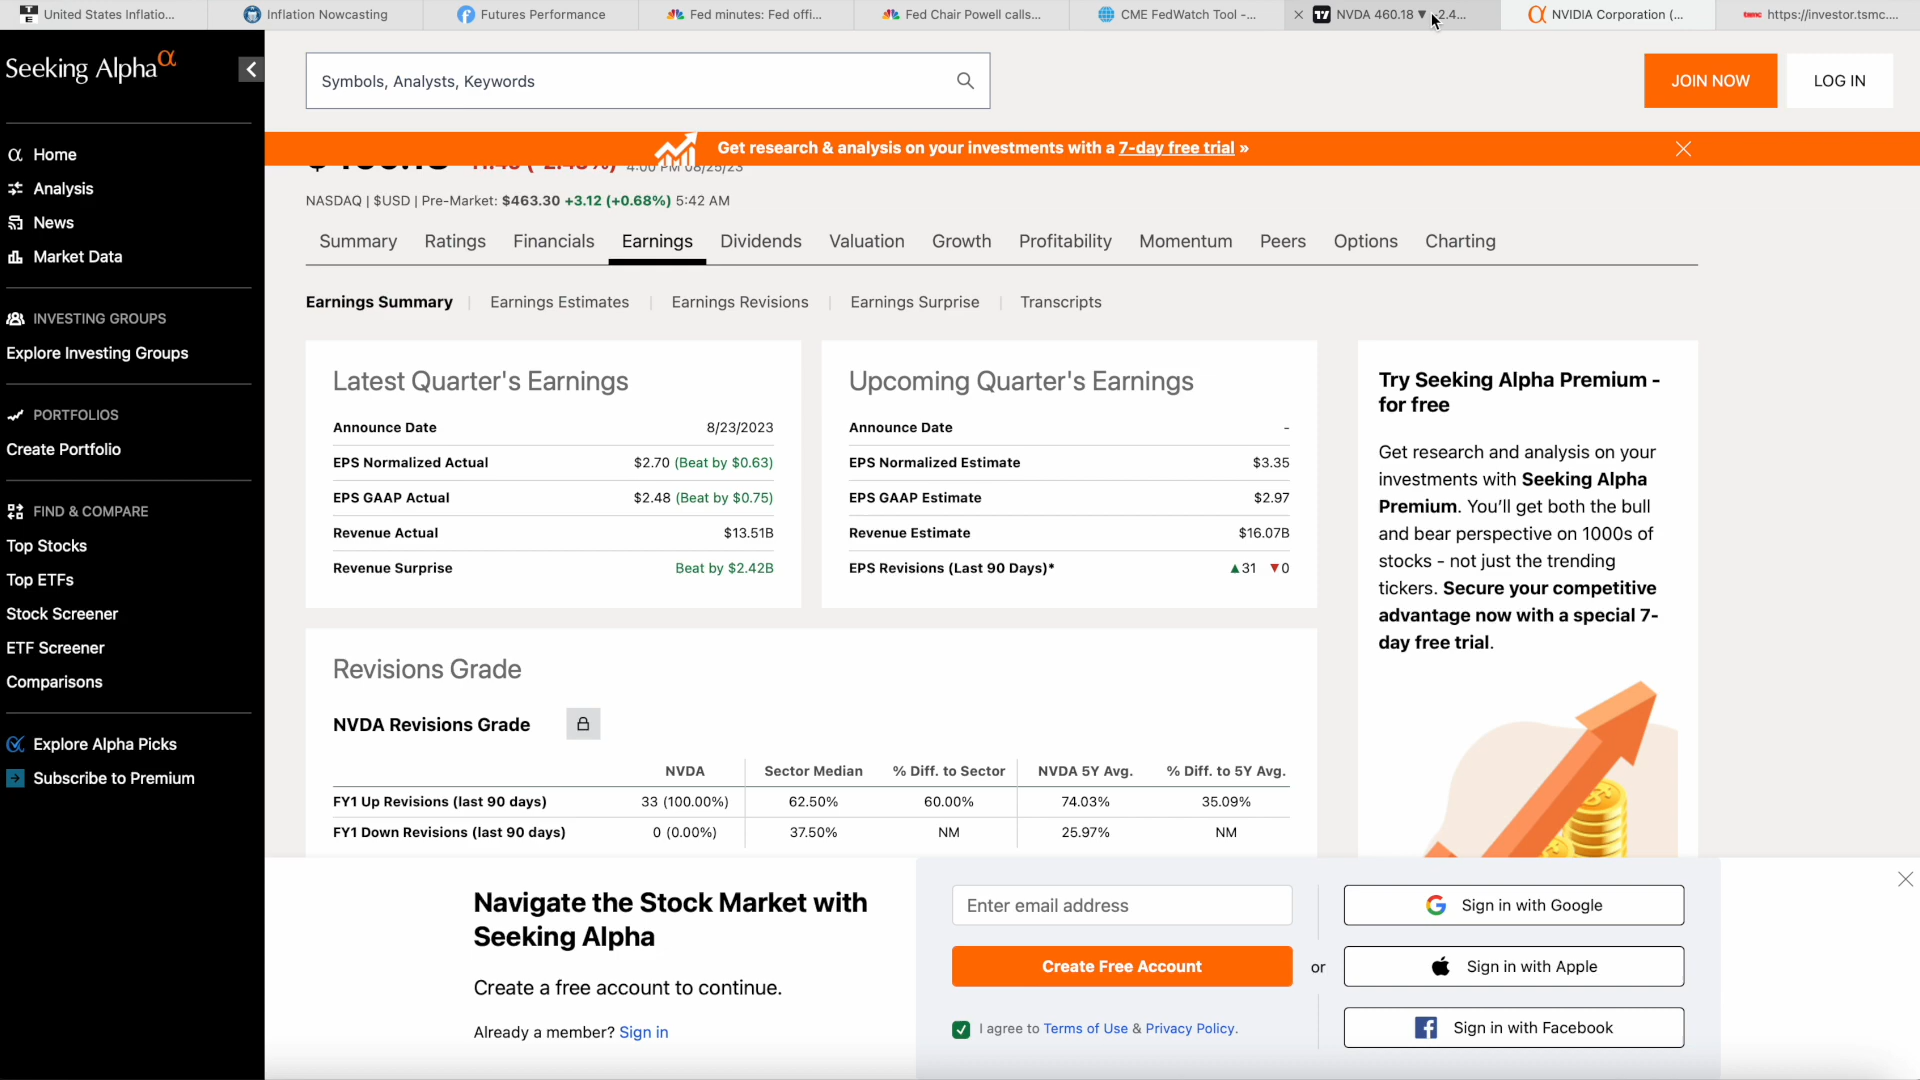 United States Inflatio...
Inflation Nowcasting
Futures Performance
Fed minutes: Fed offi...
Fed Chair Powell calls...
CME FedWatch Tool -...
NVDA 460.18 ▼ −2.4...
NVIDIA Corporation (...
https://investor.tsmc....
Seeking Alpha α
Symbols, Analysts, Keywords
JOIN NOW
LOG IN
Get research & analysis on your investments with a 7-day free trial »
4:00 PM 08/25/23
NASDAQ | $USD | Pre-Market: $463.30 +3.12 (+0.68%) 5:42 AM
Home
Analysis
News
Market Data
INVESTING GROUPS
Explore Investing Groups
PORTFOLIOS
Create Portfolio
FIND & COMPARE
Top Stocks
Top ETFs
Stock Screener
ETF Screener
Comparisons
Explore Alpha Picks
Subscribe to Premium
Summary Ratings Financials Earnings Dividends Valuation Growth Profitability Momentum Peers Options Charting
Earnings Summary | Earnings Estimates | Earnings Revisions | Earnings Surprise | Transcripts
Latest Quarter's Earnings
Announce Date 8/23/2023
EPS Normalized Actual $2.70 (Beat by $0.63)
EPS GAAP Actual $2.48 (Beat by $0.75)
Revenue Actual $13.51B
Revenue Surprise Beat by $2.42B
Upcoming Quarter's Earnings
Announce Date -
EPS Normalized Estimate $3.35
EPS GAAP Estimate $2.97
Revenue Estimate $16.07B
EPS Revisions (Last 90 Days)* ▲31 ▼0
Try Seeking Alpha Premium -
for free
Get research and analysis on your
investments with Seeking Alpha
Premium. You’ll get both the bull
and bear perspective on 1000s of
stocks - not just the trending
tickers. Secure your competitive
advantage now with a special 7-
day free trial.
Revisions Grade
NVDA Revisions Grade
NVDA Sector Median % Diff. to Sector NVDA 5Y Avg. % Diff. to 5Y Avg.
FY1 Up Revisions (last 90 days) 33 (100.00%) 62.50% 60.00% 74.03% 35.09%
FY1 Down Revisions (last 90 days) 0 (0.00%) 37.50% NM 25.97% NM
Navigate the Stock Market with
Seeking Alpha
Create a free account to continue.
Already a member? Sign in
Enter email address
Create Free Account
I agree to Terms of Use & Privacy Policy.
or
Sign in with Google
Sign in with Apple
Sign in with Facebook